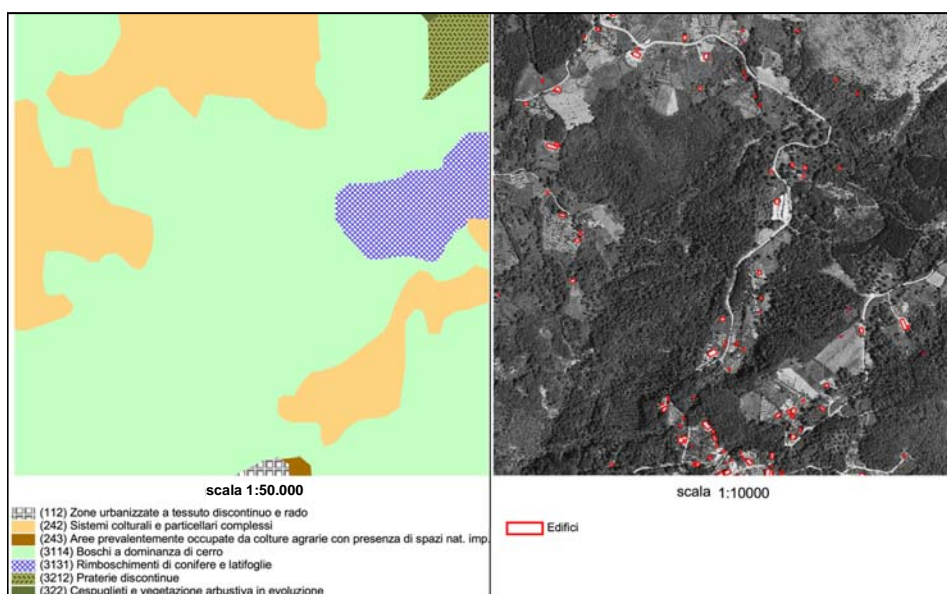 scala 1:50.000
(112) Zone urbanizzate a tessuto discontinuo e rado
(242) Sistemi colturali e particellari complessi
(243) Aree prevalentemente occupate da colture agrarie con presenza di spazi nat. imp.
(3114) Boschi a dominanza di cerro
(3131) Rimboschimenti di conifere e latifoglie
(3212) Praterie discontinue
(322) Cespuglieti e vegetazione arbustiva in evoluzione
scala 1:10000
Edifici